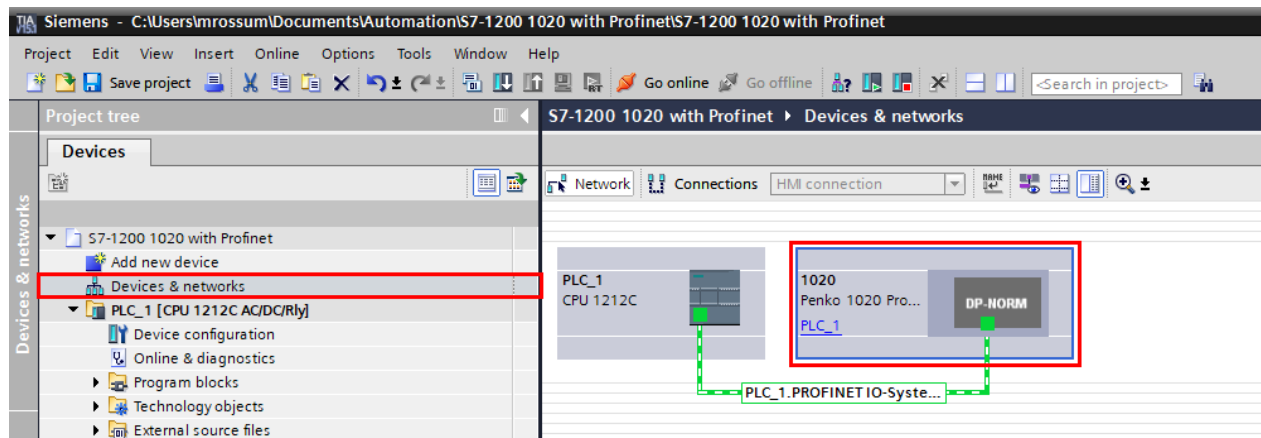 TIA
V13
Siemens - C:\Users\mrossum\Documents\Automation\S7-1200 1020 with Profinet\S7-1200 1020 with Profinet
Project Edit View Insert Online Options Tools Window Help
Save project Go online Go offline <Search in project>
Project tree
S7-1200 1020 with Profinet Devices & networks
Devices
Network Connections HMI connection
Devices & networks
S7-1200 1020 with Profinet
Add new device
Devices & networks
PLC_1 [CPU 1212C AC/DC/Rly]
Device configuration
Online & diagnostics
Program blocks
Technology objects
External source files
PLC_1
CPU 1212C
1020
Penko 1020 Pro...
PLC_1
DP-NORM
PLC_1.PROFINET IO-Syste...